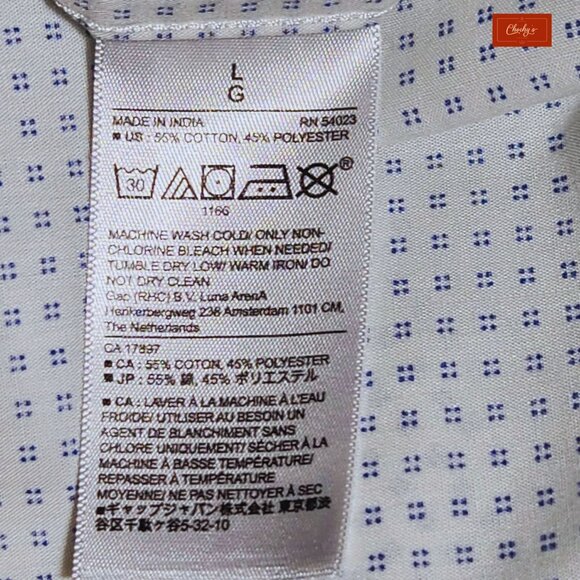 Cheeky's
L
G
MADE IN INDIA RN 54023
■ US : 55% COTTON, 45% POLYESTER
30
®
1166
MACHINE WASH COLD/ ONLY NON-
CHLORINE BLEACH WHEN NEEDED/
TUMBLE DRY LOW/ WARM IRON/ DO
NOT DRY CLEAN
Gap (RHC) B.V. Luna ArenA
Herikerbergweg 238 Amsterdam 1101 CM,
The Netherlands
CA 17897
■ CA : 55% COTON, 45% POLYESTER
■ JP : 55% 綿, 45% ポリエステル
■ CA : LAVER À LA MACHINE À L'EAU
FROIDE/ UTILISER AU BESOIN UN
AGENT DE BLANCHIMENT SANS
CHLORE UNIQUEMENT/ SÉCHER À LA
MACHINE À BASSE TEMPÉRATURE/
REPASSER À TEMPÉRATURE
MOYENNE/ NE PAS NETTOYER À SEC
■ギャップジャパン(株) 東京都渋
谷区千駄ヶ谷5-32-10